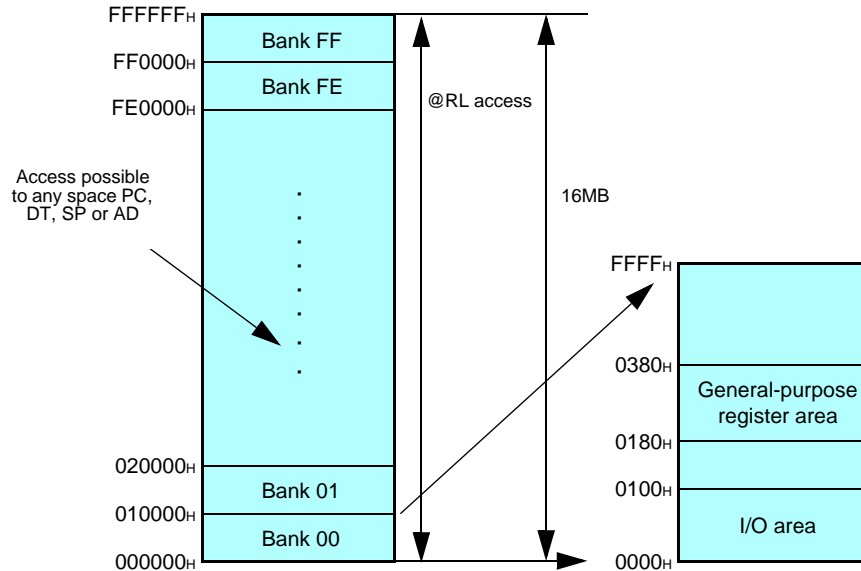 FFFFFFH
Bank FF
FF0000H
Bank FE
FE0000H
@RL access
Access possible
to any space PC,
DT, SP or AD
16MB
020000H
Bank 01
010000H
Bank 00
000000H
FFFFH
0380H
General-purpose
register area
0180H
0100H
I/O area
0000H